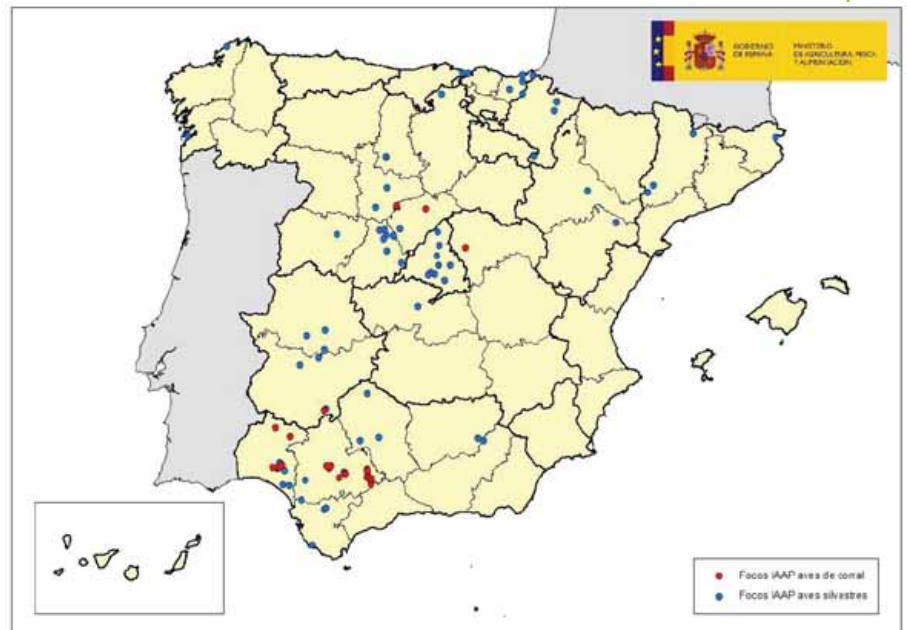 GOBIERNO
DE ESPAÑA
MINISTERIO
DE AGRICULTURA, PESCA
Y ALIMENTACIÓN
Focos IAAP aves de corral
Focos IAAP aves silvestres